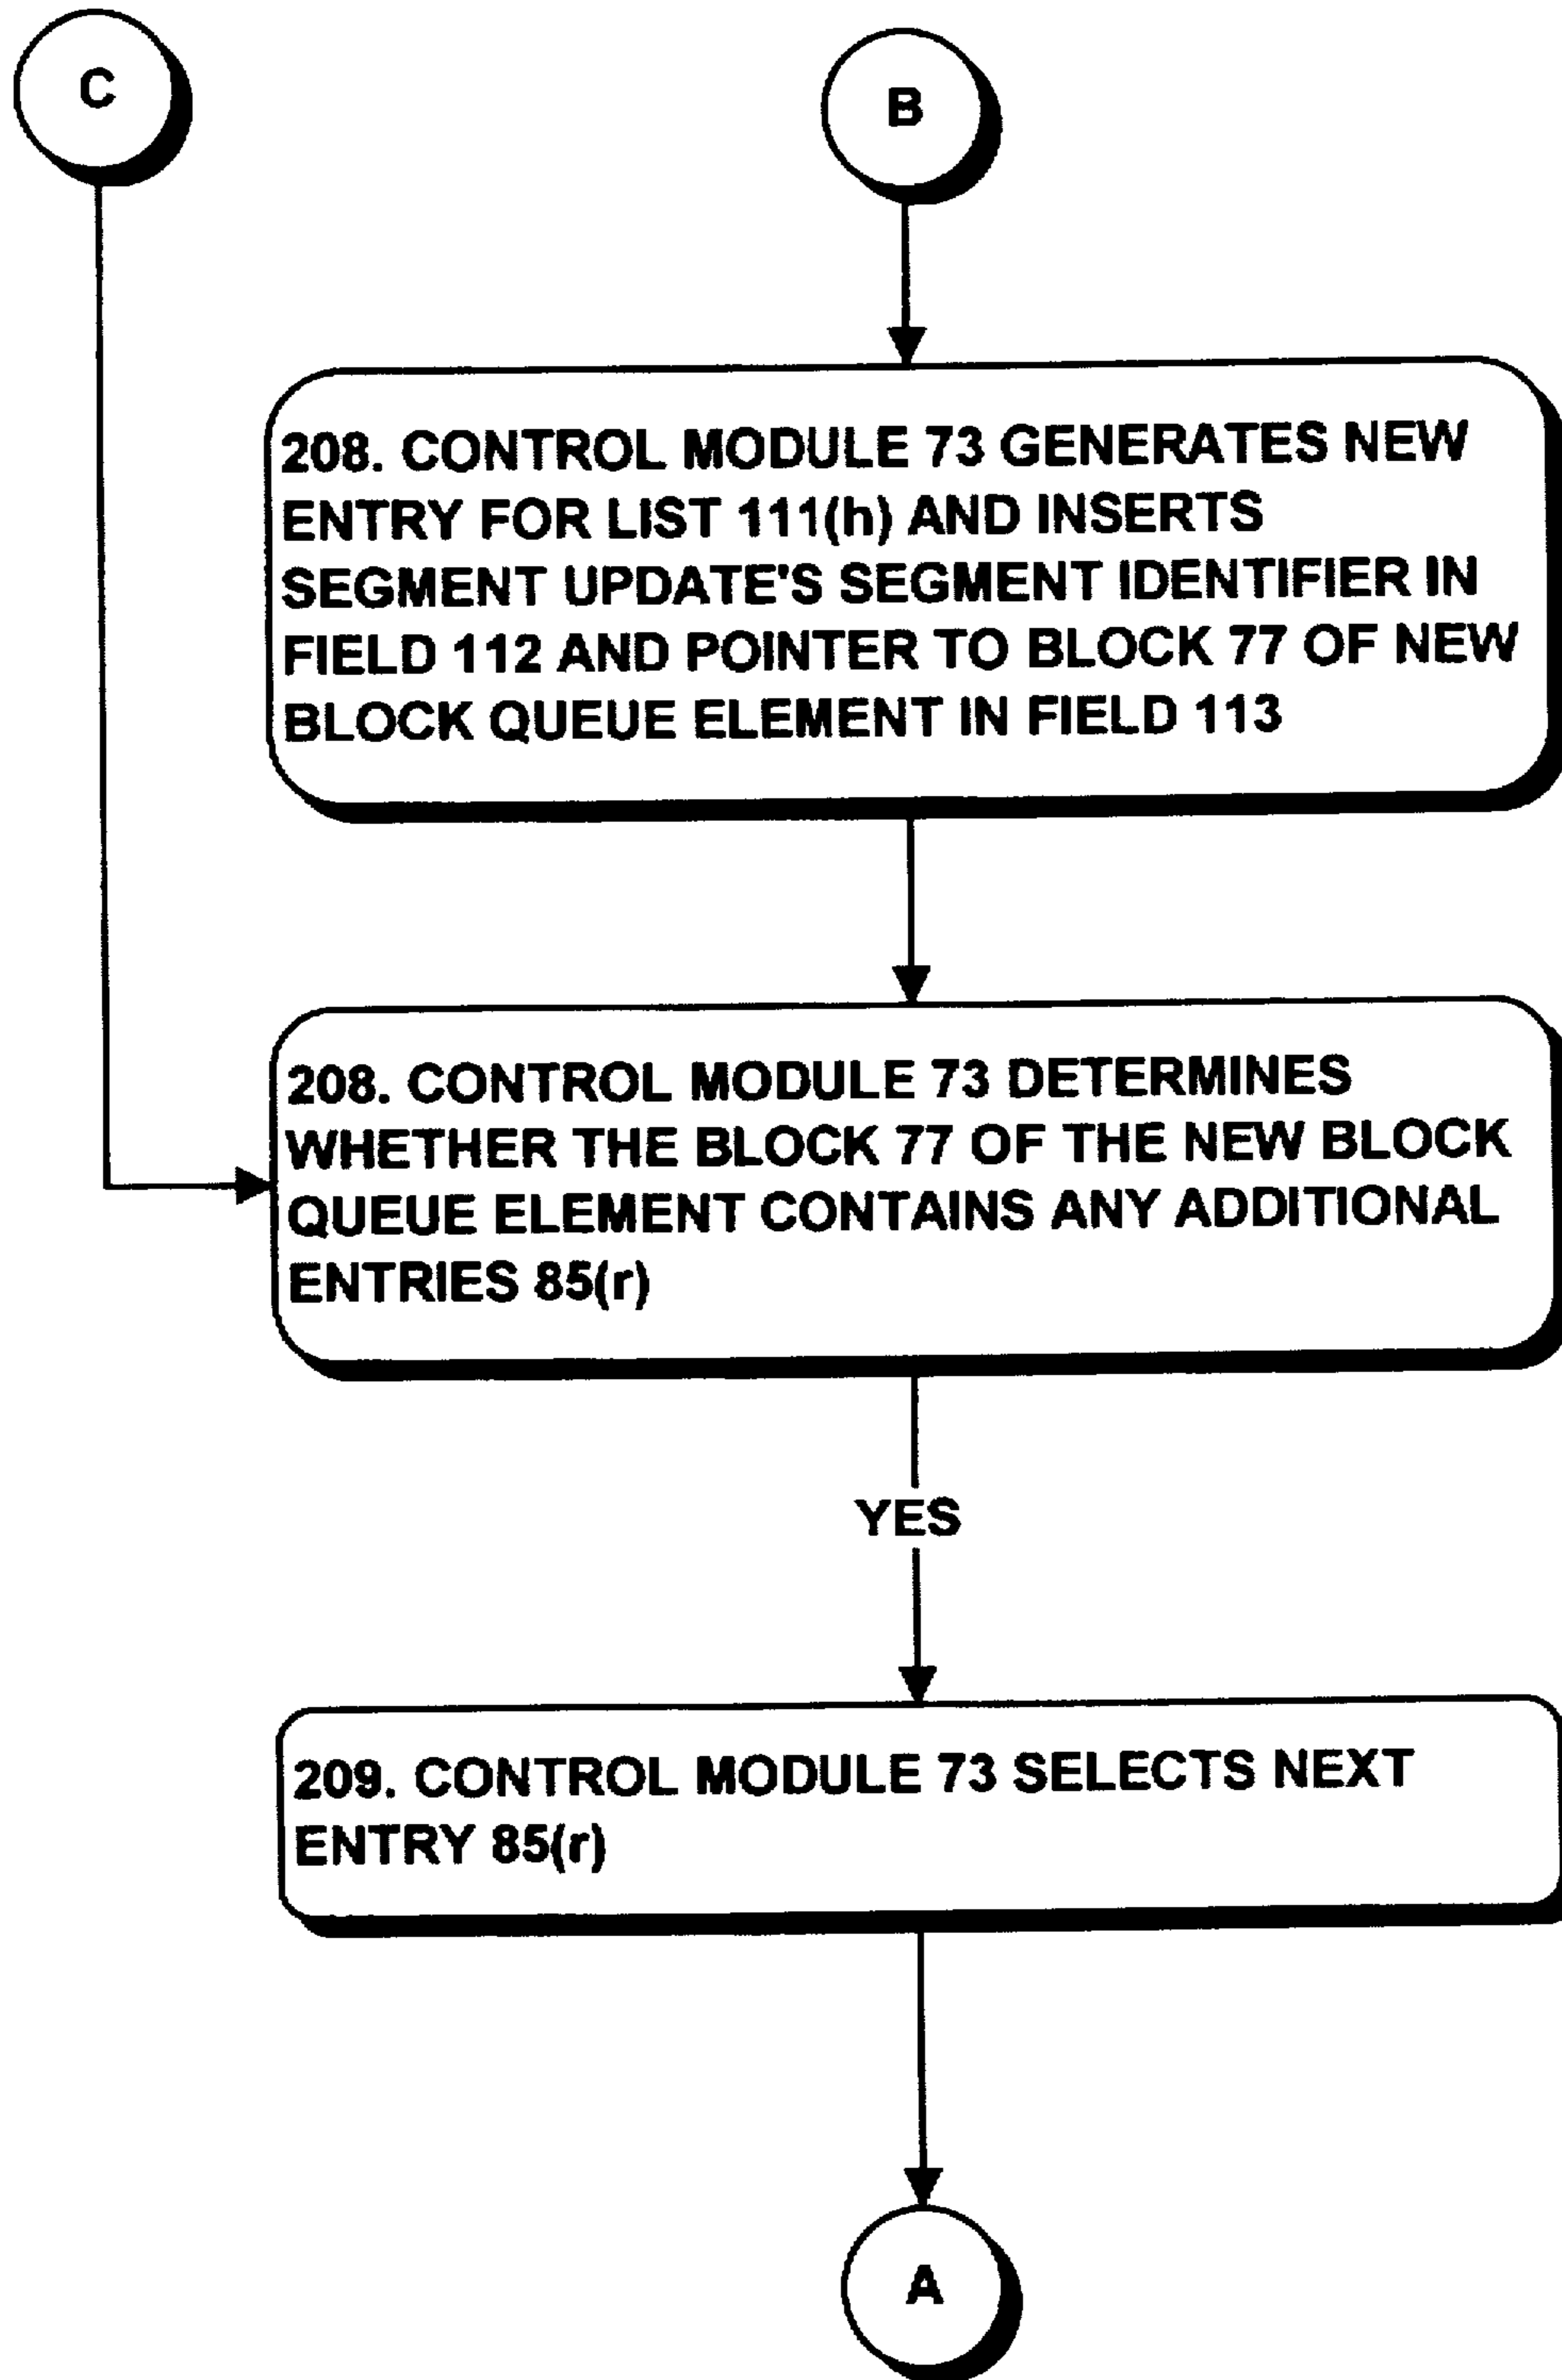 C
B
208. CONTROL MODULE 73 GENERATES NEW
ENTRY FOR LIST 111(h) AND INSERTS
SEGMENT UPDATE'S SEGMENT IDENTIFIER IN
FIELD 112 AND POINTER TO BLOCK 77 OF NEW
BLOCK QUEUE ELEMENT IN FIELD 113
208. CONTROL MODULE 73 DETERMINES
WHETHER THE BLOCK 77 OF THE NEW BLOCK
QUEUE ELEMENT CONTAINS ANY ADDITIONAL
ENTRIES 85(r)
YES
209. CONTROL MODULE 73 SELECTS NEXT
ENTRY 85(r)
A